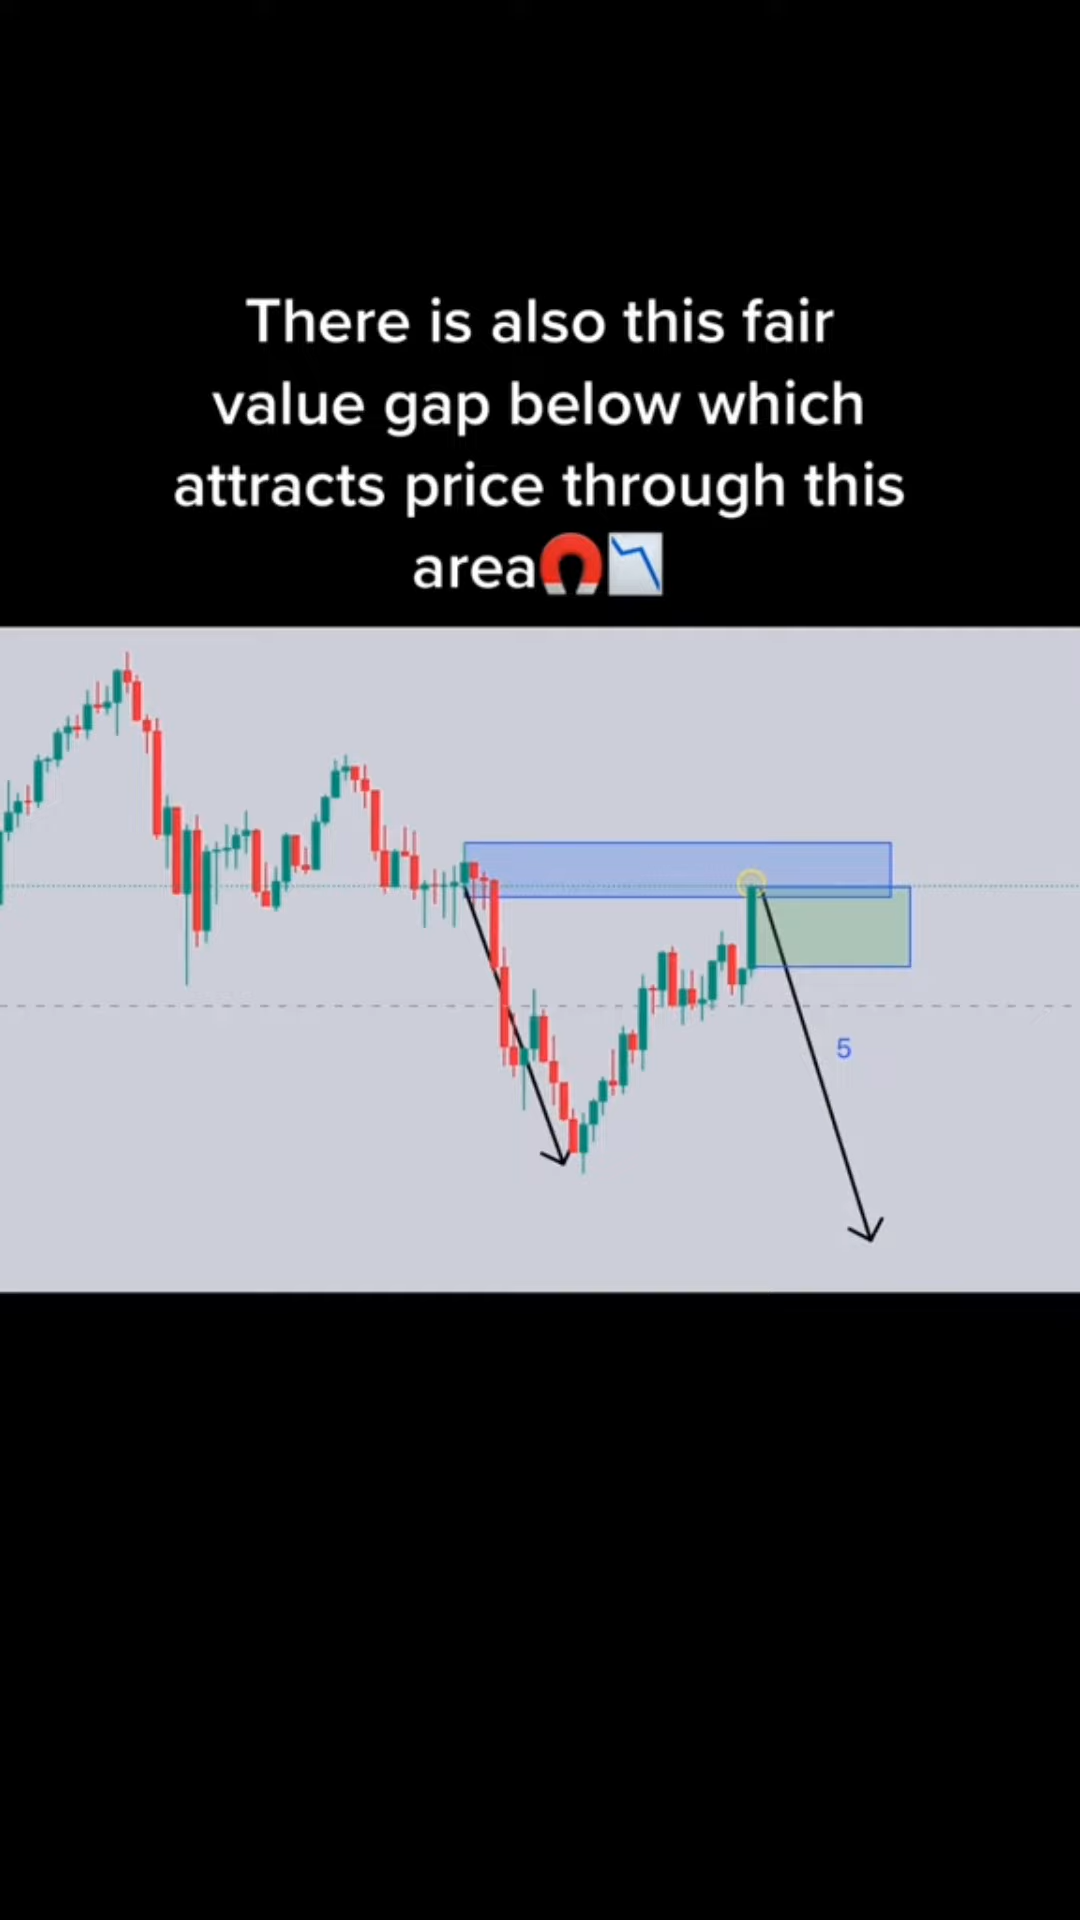 There is also this fair
value gap below which
attracts price through this
area🧲📉
5